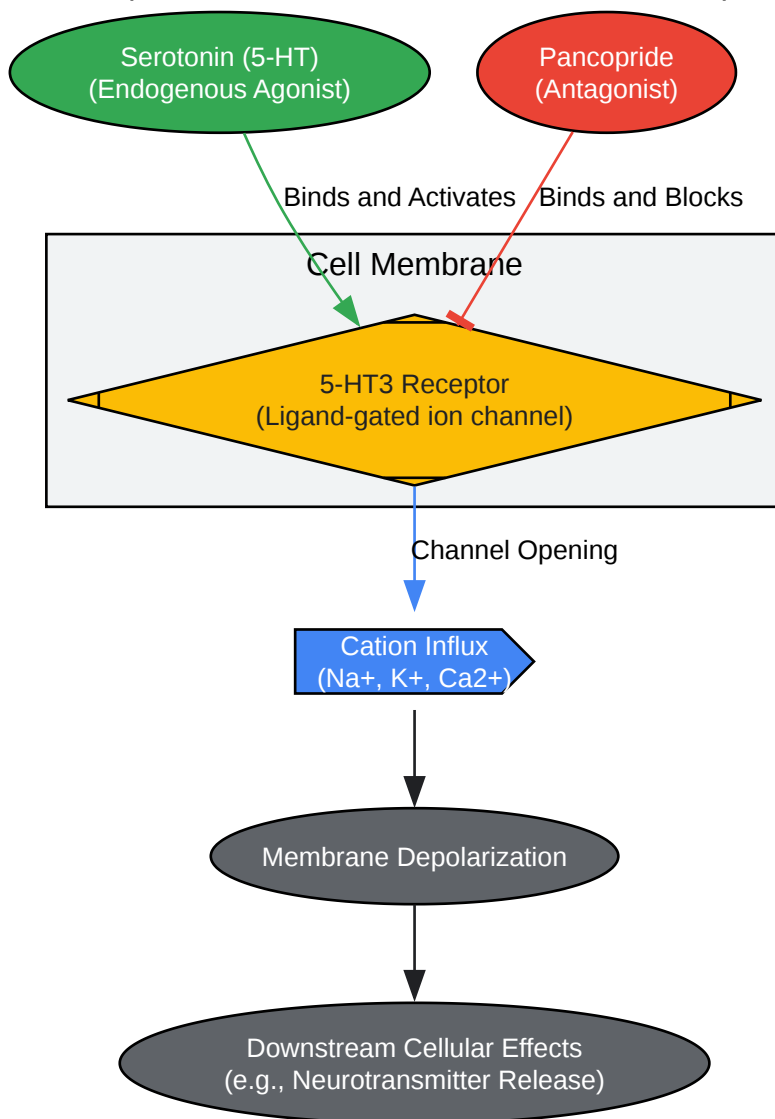 Serotonin (5-HT)
(Endogenous Agonist)
Pancopride
(Antagonist)
Binds and Activates
Binds and Blocks
Cell Membrane
5-HT3 Receptor
(Ligand-gated ion channel)
Channel Opening
Cation Influx
(Na+, K+, Ca2+)
Membrane Depolarization
Downstream Cellular Effects
(e.g., Neurotransmitter Release)